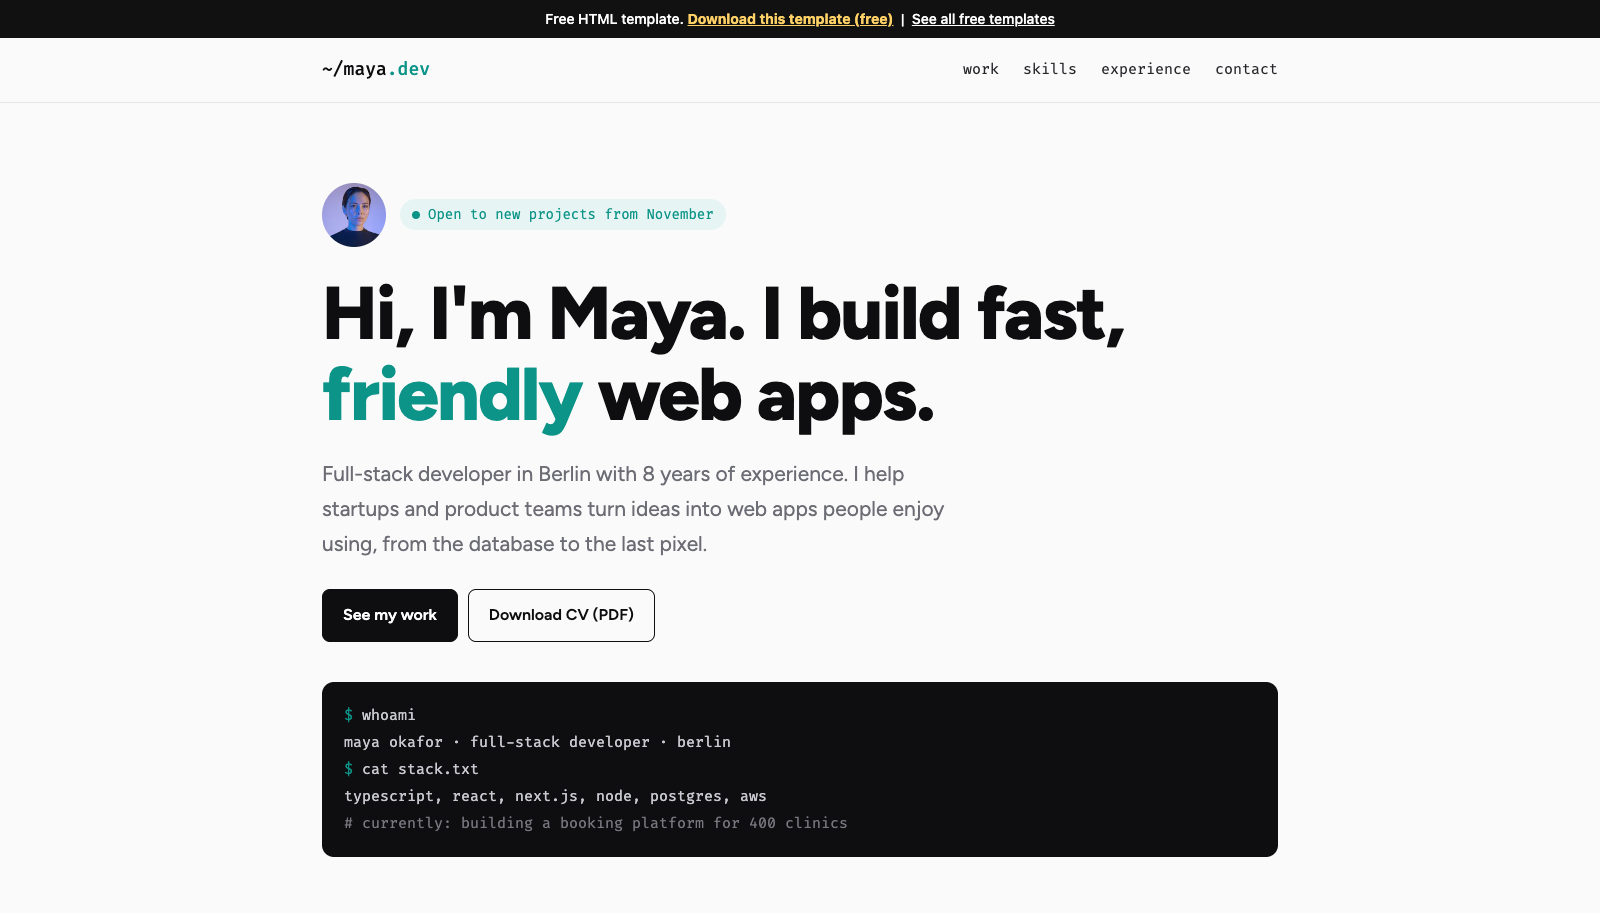 Free HTML template. Download this template (free) | See all free templates
~/maya.dev
work skills experience contact
Open to new projects from November
Hi, I'm Maya. I build fast,
friendly web apps.
Full-stack developer in Berlin with 8 years of experience. I help
startups and product teams turn ideas into web apps people enjoy
using, from the database to the last pixel.
See my work
Download CV (PDF)
$ whoami
maya okafor · full-stack developer · berlin
$ cat stack.txt
typescript, react, next.js, node, postgres, aws
# currently: building a booking platform for 400 clinics